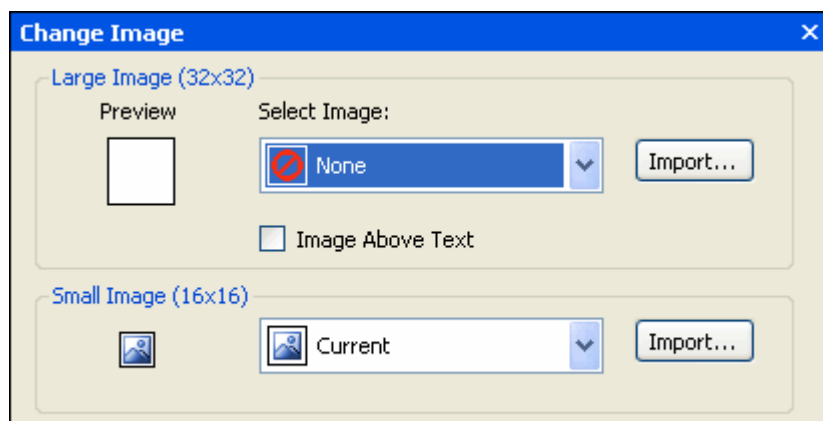 Change Image
Large Image (32x32)
Preview Select Image:
None Import...
Image Above Text
Small Image (16x16)
Current Import...